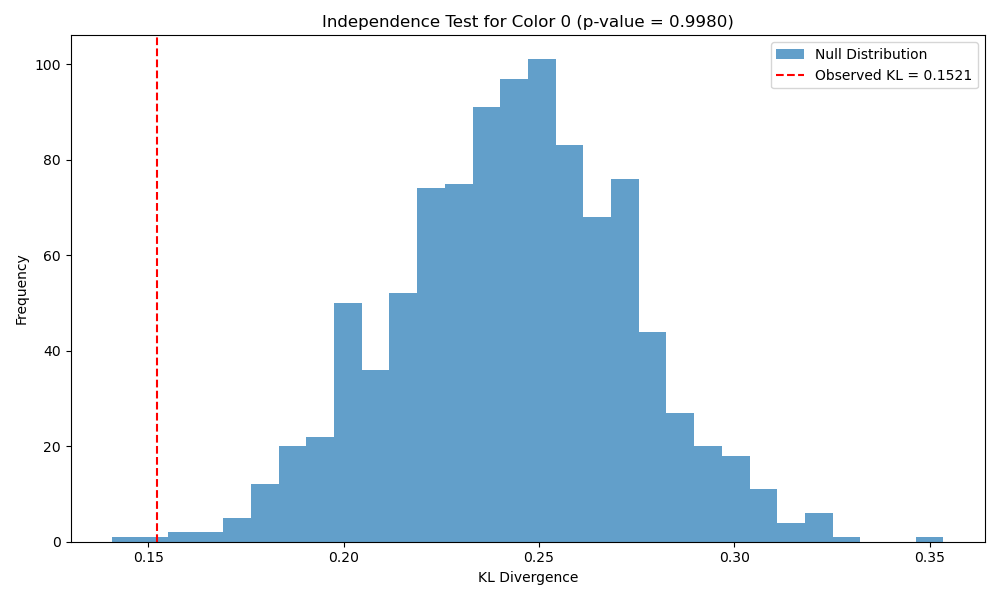 Independence Test for Color 0 (p-value = 0.9980)
Null Distribution
Observed KL = 0.1521
Frequency
100
80
60
40
20
0
0.15 0.20 0.25 0.30 0.35
KL Divergence